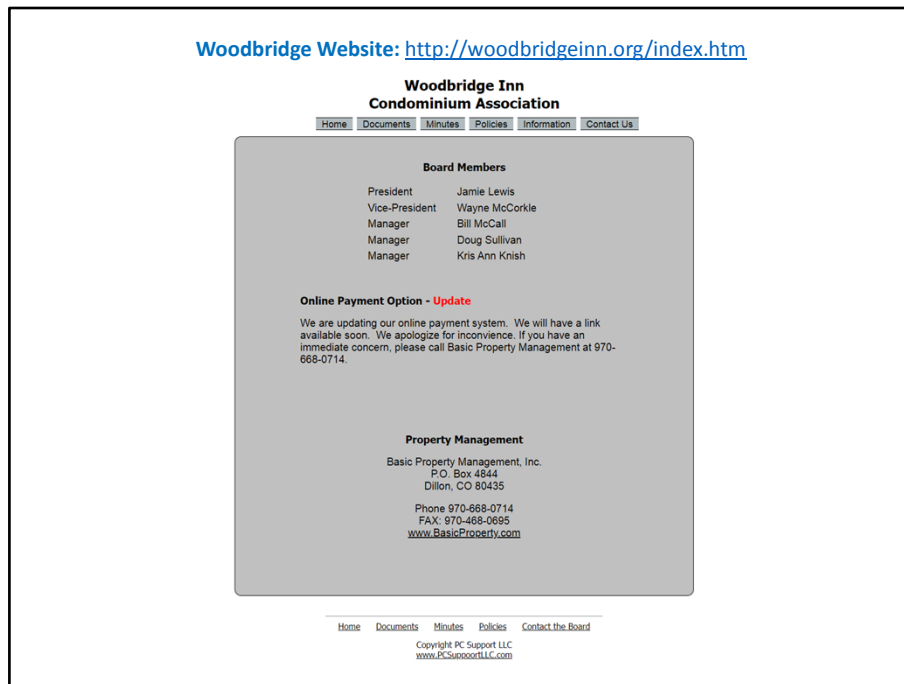 Woodbridge Website: http://woodbridgeinn.org/index.htm
Woodbridge Inn
Condominium Association
Home Documents Minutes Policies Information Contact Us
Board Members
President Jamie Lewis
Vice-President Wayne McCorkle
Manager Bill McCall
Manager Doug Sullivan
Manager Kris Ann Knish
Online Payment Option - Update
We are updating our online payment system. We will have a link
available soon. We apologize for inconvience. If you have an
immediate concern, please call Basic Property Management at 970-
668-0714.
Property Management
Basic Property Management, Inc.
P.O. Box 4844
Dillon, CO 80435
Phone 970-668-0714
FAX: 970-468-0695
www.BasicProperty.com
Home Documents Minutes Policies Contact the Board
Copyright PC Support LLC
www.PCSuppoortLLC.com